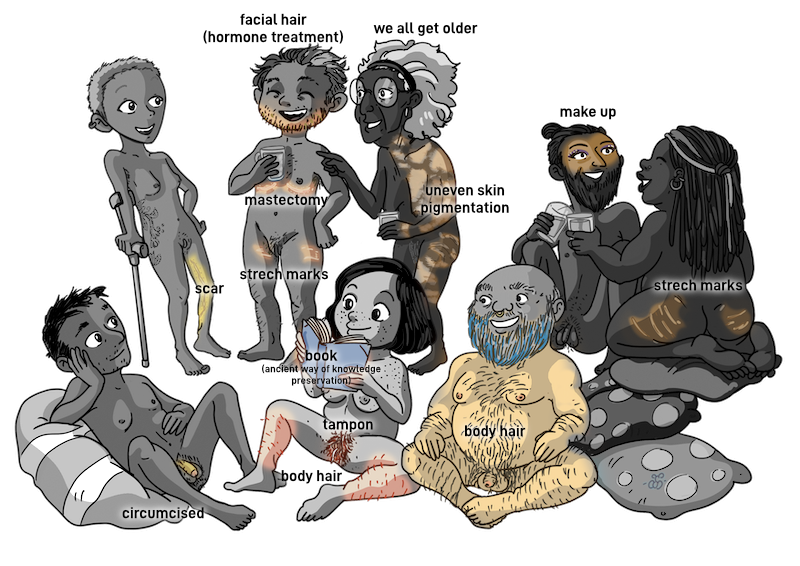 facial hair
(hormone treatment)
we all get older
make up
mastectomy
uneven skin
pigmentation
strech marks
scar
strech marks
book
(ancient way of knowledge
preservation)
tampon
body hair
body hair
circumcised